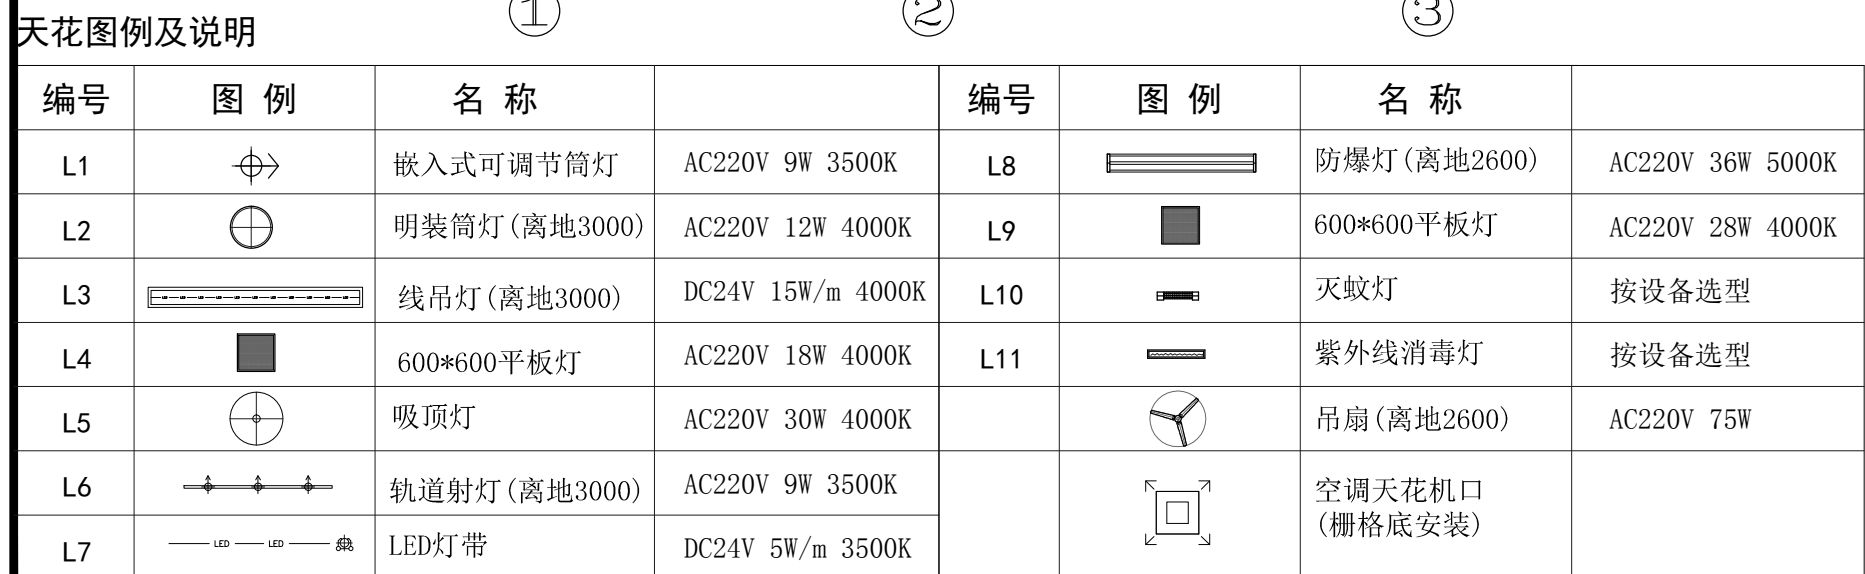 ① ② ③
天花图例及说明
编号 图 例 名 称 编号 图 例 名 称
L1 嵌入式可调节筒灯 AC220V 9W 3500K L8 防爆灯(离地2600) AC220V 36W 5000K
L2 明装筒灯(离地3000) AC220V 12W 4000K L9 600*600平板灯 AC220V 28W 4000K
L3 线吊灯(离地3000) DC24V 15W/m 4000K L10 灭蚊灯 按设备选型
L4 600*600平板灯 AC220V 18W 4000K L11 紫外线消毒灯 按设备选型
L5 吸顶灯 AC220V 30W 4000K 吊扇(离地2600) AC220V 75W
L6 轨道射灯(离地3000) AC220V 9W 3500K 空调天花机口
(栅格底安装)
L7 LED LED LED灯带 DC24V 5W/m 3500K